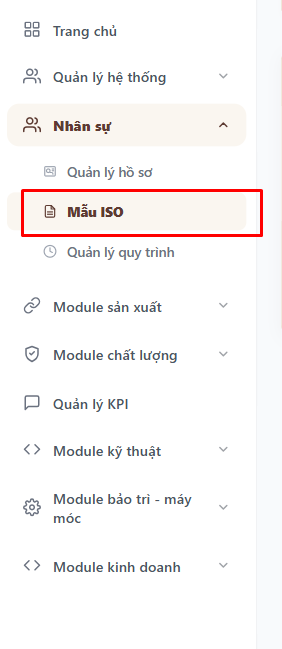 Trang chủ
Quản lý hệ thống
Nhân sự
Quản lý hồ sơ
Mẫu ISO
Quản lý quy trình
Module sản xuất
Module chất lượng
Quản lý KPI
Module kỹ thuật
Module bảo trì - máy
móc
Module kinh doanh